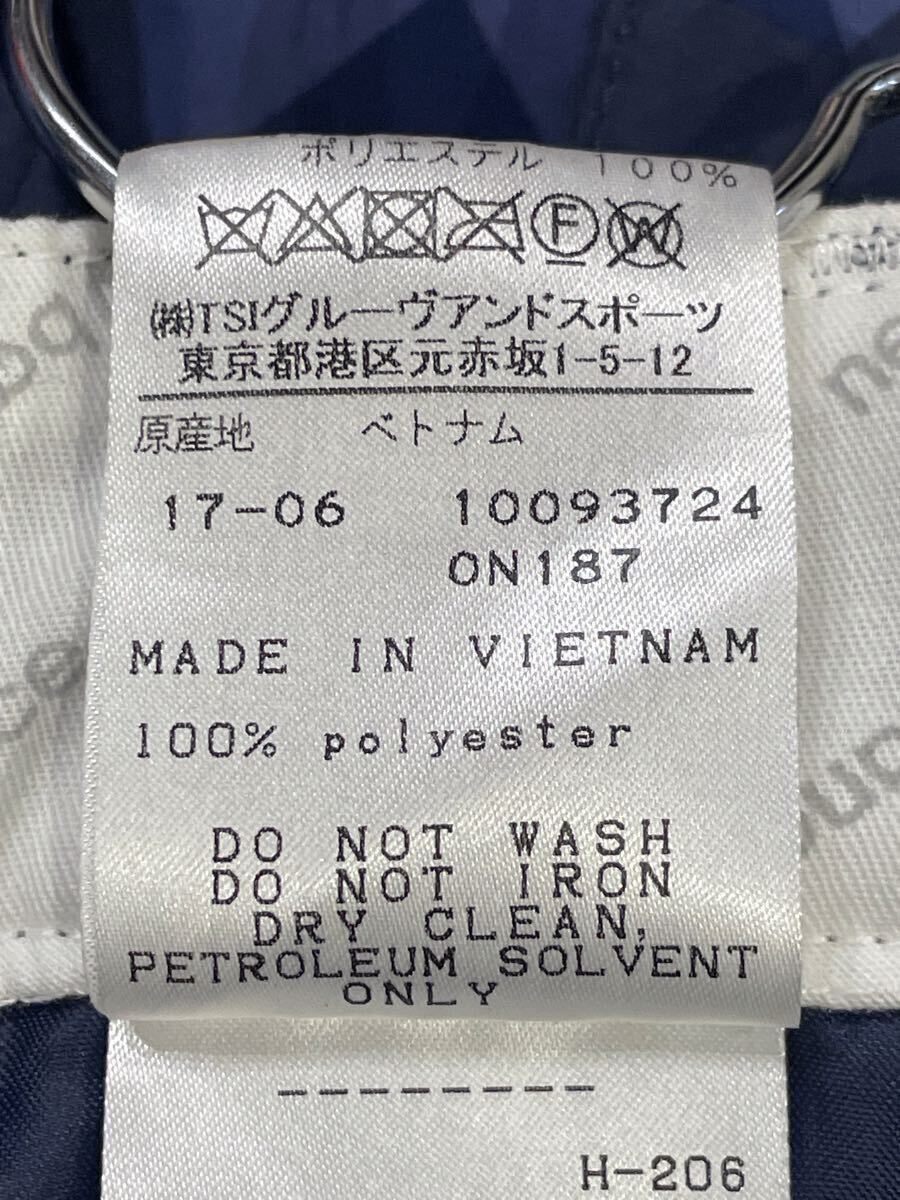 ポリエステル 100%
F W
(株)TSIグルーヴアンドスポーツ
東京都港区元赤坂1-5-12
原産地 ベトナム
17-06 10093724
0N187
MADE IN VIETNAM
100% polyester
DO NOT WASH
DO NOT IRON
DRY CLEAN,
PETROLEUM SOLVENT
ONLY
--------
H-206